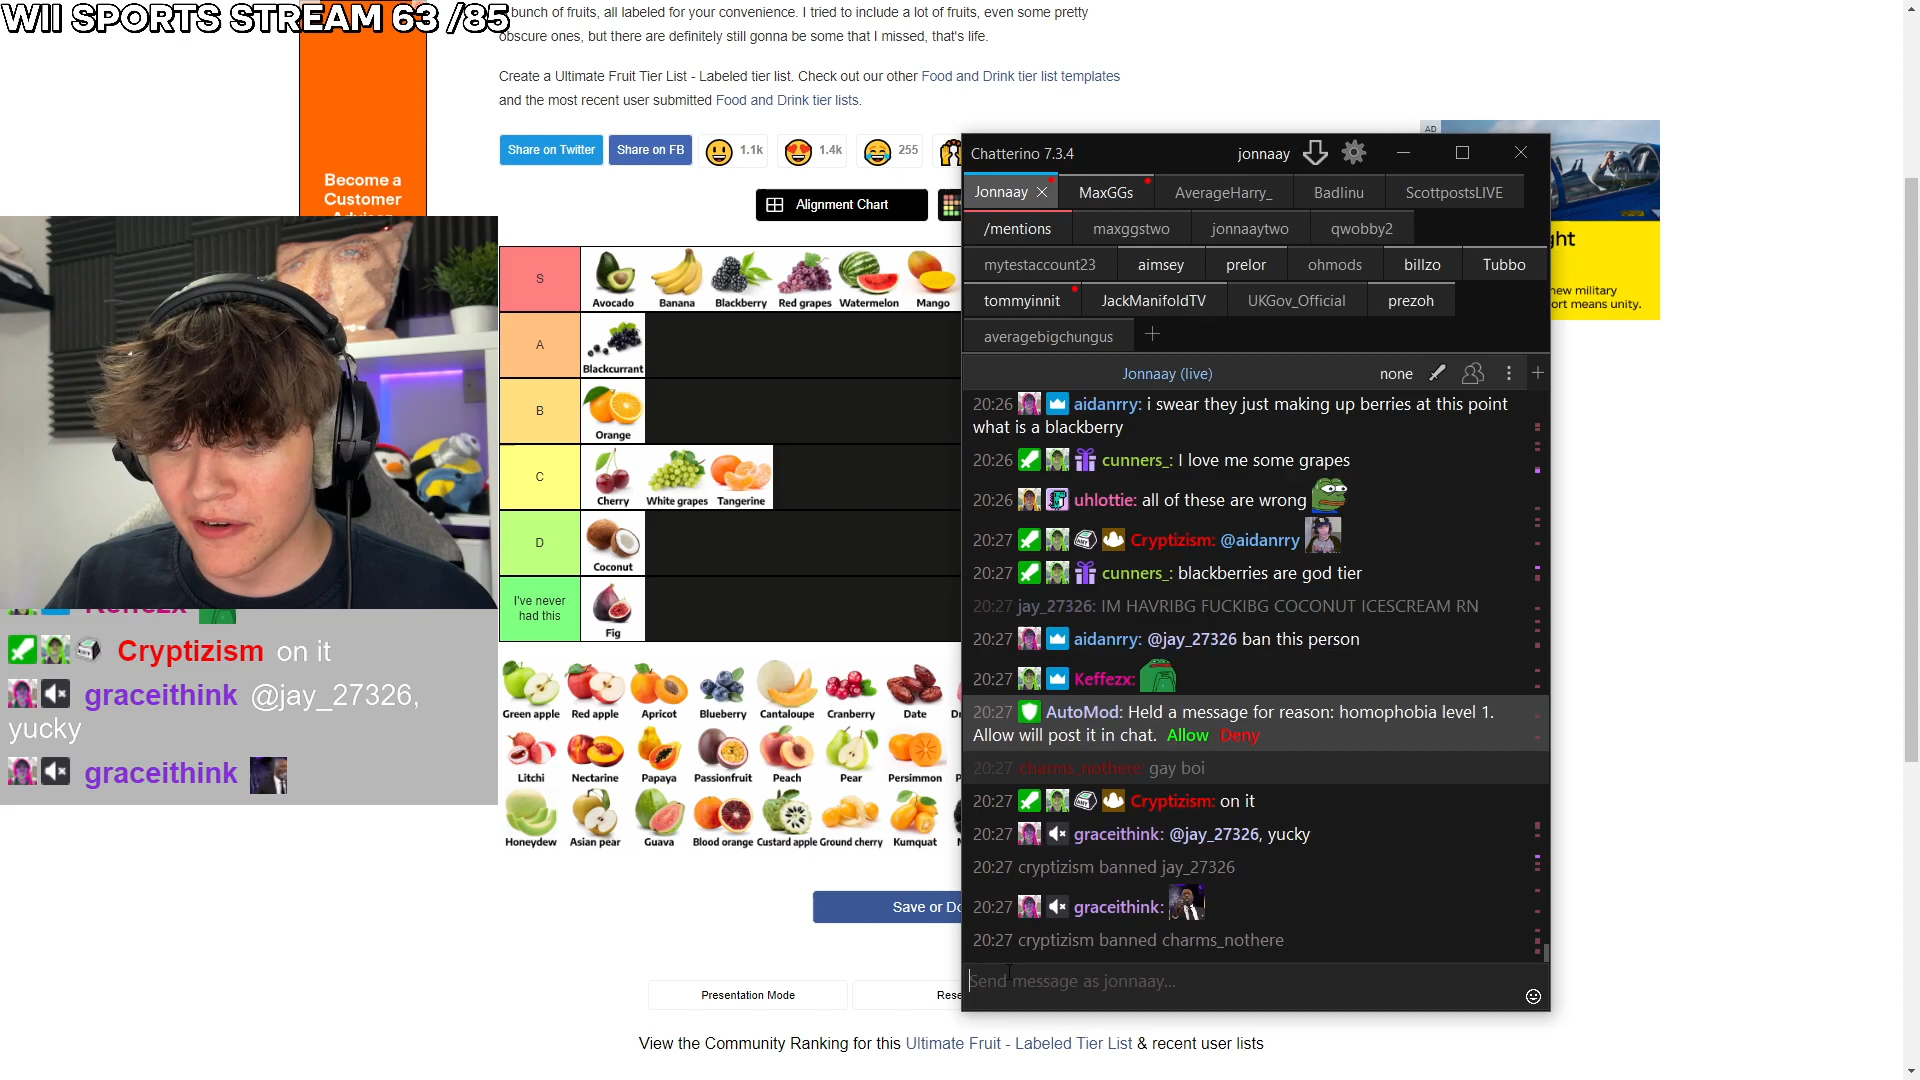 WII SPORTS STREAM 63 /85
bunch of fruits, all labeled for your convenience. I tried to include a lot of fruits, even some pretty
obscure ones, but there are definitely still gonna be some that I missed, that's life.
Create a Ultimate Fruit Tier List - Labeled tier list. Check out our other Food and Drink tier list templates
and the most recent user submitted Food and Drink tier lists.
Share on Twitter
Share on FB
1.1k
1.4k
255
Become a
Customer
Alignment Chart
S
Avocado
Banana
Blackberry
Red grapes
Watermelon
Mango
A
Blackcurrant
B
Orange
C
Cherry
White grapes
Tangerine
D
Coconut
I've never
had this
Fig
Green apple
Red apple
Apricot
Blueberry
Cantaloupe
Cranberry
Date
Litchi
Nectarine
Papaya
Passionfruit
Peach
Pear
Persimmon
Honeydew
Asian pear
Guava
Blood orange
Custard apple
Ground cherry
Kumquat
Save or Do
Presentation Mode
Rese
View the Community Ranking for this Ultimate Fruit - Labeled Tier List & recent user lists
Keffezx
Cryptizism on it
graceithink @jay_27326,
yucky
graceithink
Chatterino 7.3.4
jonnaay
Jonnaay
MaxGGs
AverageHarry_
Badlinu
ScottpostsLIVE
/mentions
maxggstwo
jonnaaytwo
qwobby2
mytestaccount23
aimsey
prelor
ohmods
billzo
Tubbo
tommyinnit
JackManifoldTV
UKGov_Official
prezoh
averagebigchungus
Jonnaay (live)
none
20:26 aidanrry: i swear they just making up berries at this point
what is a blackberry
20:26 cunners_: I love me some grapes
20:26 uhlottie: all of these are wrong
20:27 Cryptizism: @aidanrry
20:27 cunners_: blackberries are god tier
20:27 jay_27326: IM HAVRIBG FUCKIBG COCONUT ICESCREAM RN
20:27 aidanrry: @jay_27326 ban this person
20:27 Keffezx:
20:27 AutoMod: Held a message for reason: homophobia level 1.
Allow will post it in chat. Allow Deny
20:27 charms_nothere: gay boi
20:27 Cryptizism: on it
20:27 graceithink: @jay_27326, yucky
20:27 cryptizism banned jay_27326
20:27 graceithink:
20:27 cryptizism banned charms_nothere
Send message as jonnaay...
AD
ght
new military
ort means unity.